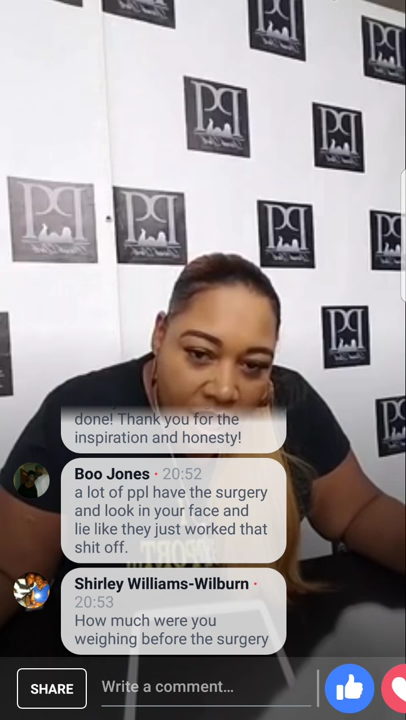 done! Thank you for the
inspiration and honesty!
Boo Jones • 20:52
a lot of ppl have the surgery
and look in your face and
lie like they just worked that
shit off.
Shirley Williams-Wilburn •
20:53
How much were you
weighing before the surgery
SHARE
Write a comment...